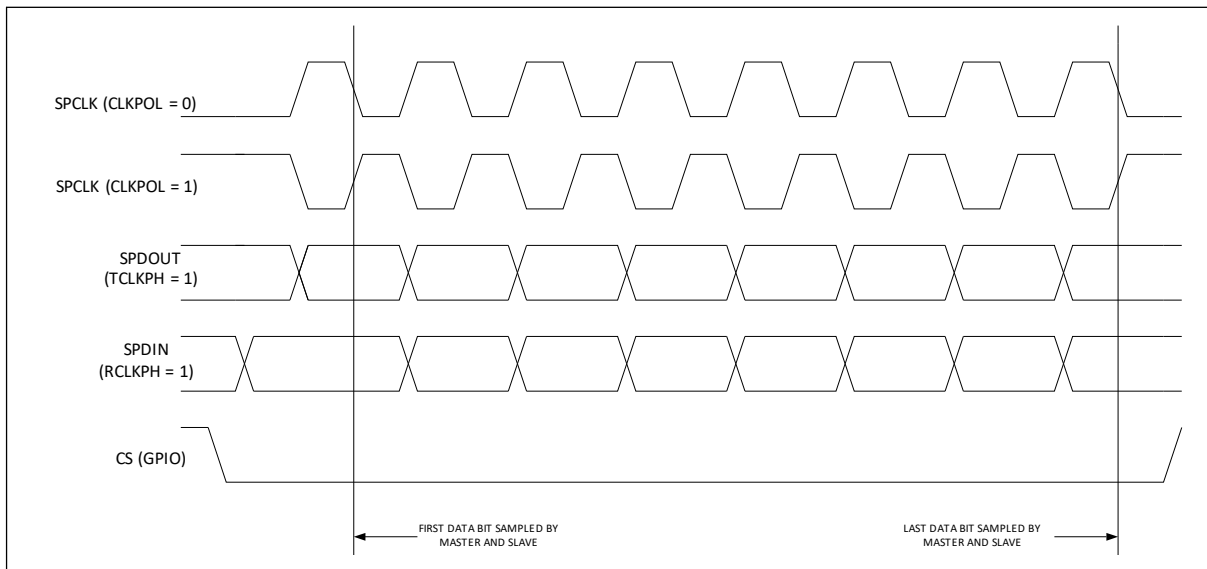 SPCLK (CLKPOL = 0)
SPCLK (CLKPOL = 1)
SPDOUT
(TCLKPH = 1)
SPDIN
(RCLKPH = 1)
CS (GPIO)
FIRST DATA BIT SAMPLED BY
MASTER AND SLAVE
LAST DATA BIT SAMPLED BY
MASTER AND SLAVE